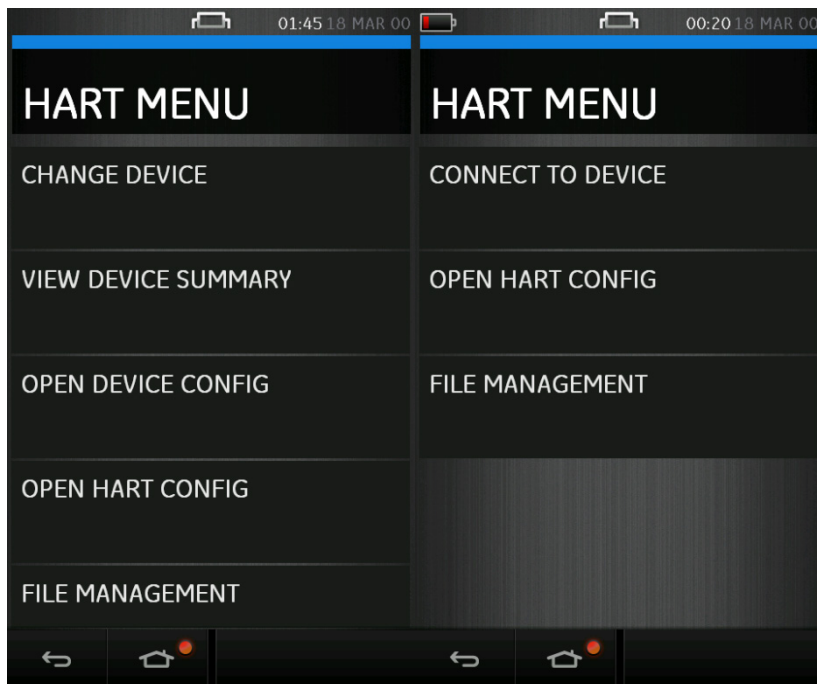 01:45 18 MAR 00
HART MENU
CHANGE DEVICE
VIEW DEVICE SUMMARY
OPEN DEVICE CONFIG
OPEN HART CONFIG
FILE MANAGEMENT
00:20 18 MAR 00
HART MENU
CONNECT TO DEVICE
OPEN HART CONFIG
FILE MANAGEMENT